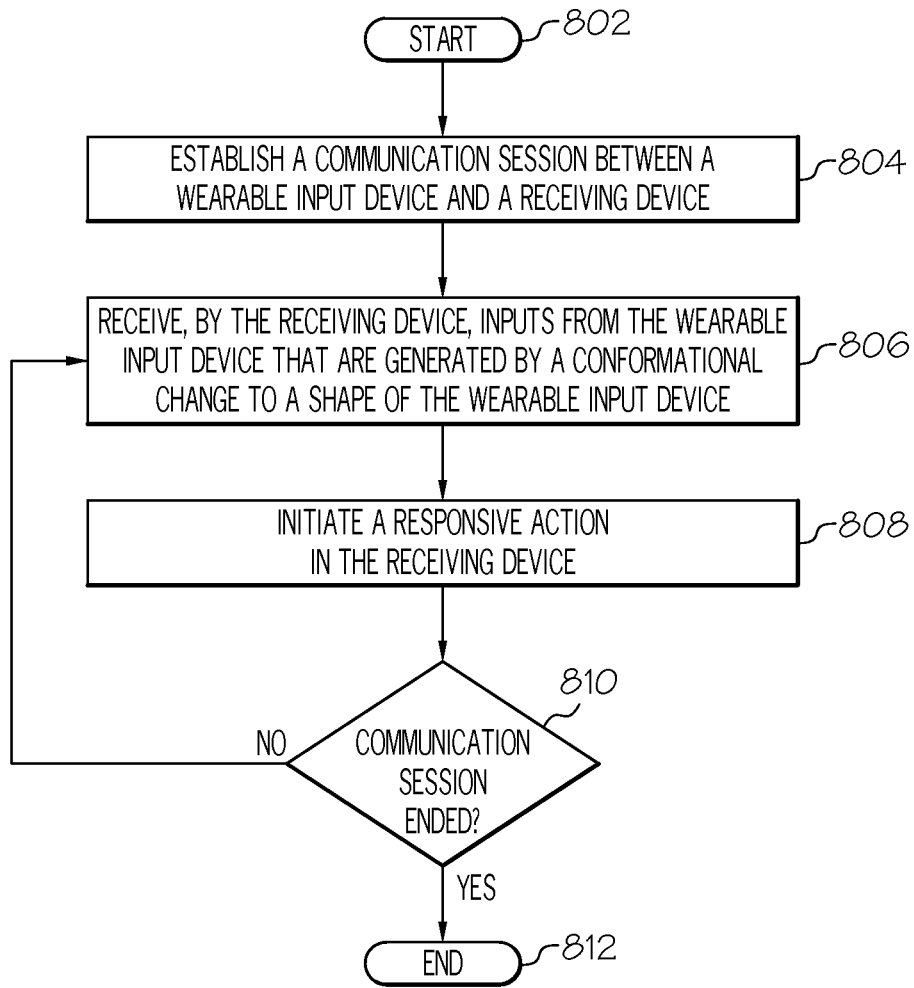 START
802
ESTABLISH A COMMUNICATION SESSION BETWEEN A
WEARABLE INPUT DEVICE AND A RECEIVING DEVICE
804
RECEIVE, BY THE RECEIVING DEVICE, INPUTS FROM THE WEARABLE
INPUT DEVICE THAT ARE GENERATED BY A CONFORMATIONAL
CHANGE TO A SHAPE OF THE WEARABLE INPUT DEVICE
806
INITIATE A RESPONSIVE ACTION
IN THE RECEIVING DEVICE
808
810
NO
COMMUNICATION
SESSION
ENDED?
YES
END
812